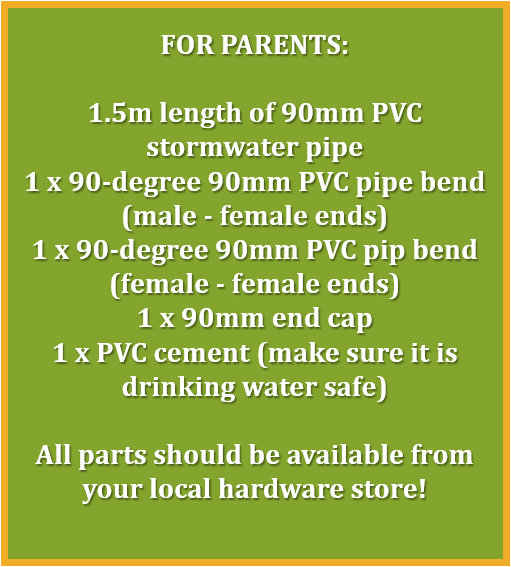 FOR PARENTS:
1.5m length of 90mm PVC
stormwater pipe
1 x 90-degree 90mm PVC pipe bend
(male - female ends)
1 x 90-degree 90mm PVC pip bend
(female - female ends)
1 x 90mm end cap
1 x PVC cement (make sure it is
drinking water safe)
All parts should be available from
your local hardware store!